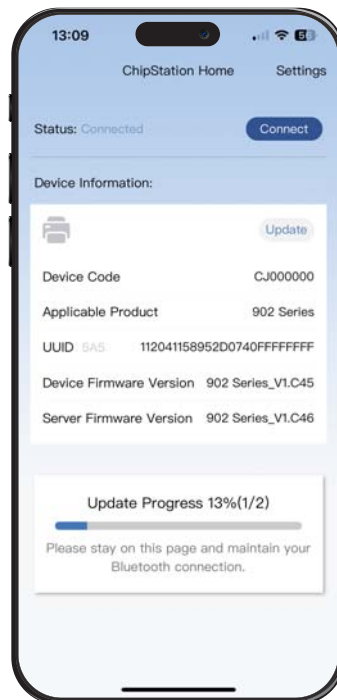 13:09
ChipStation Home Settings
Status: Connected Connect
Device Information:
Update
Device Code CJ000000
Applicable Product 902 Series
UUID 5A5 112041158952D0740FFFFFFFF
Device Firmware Version 902 Series_V1.C45
Server Firmware Version 902 Series_V1.C46
Update Progress 13%(1/2)
Please stay on this page and maintain your
Bluetooth connection.